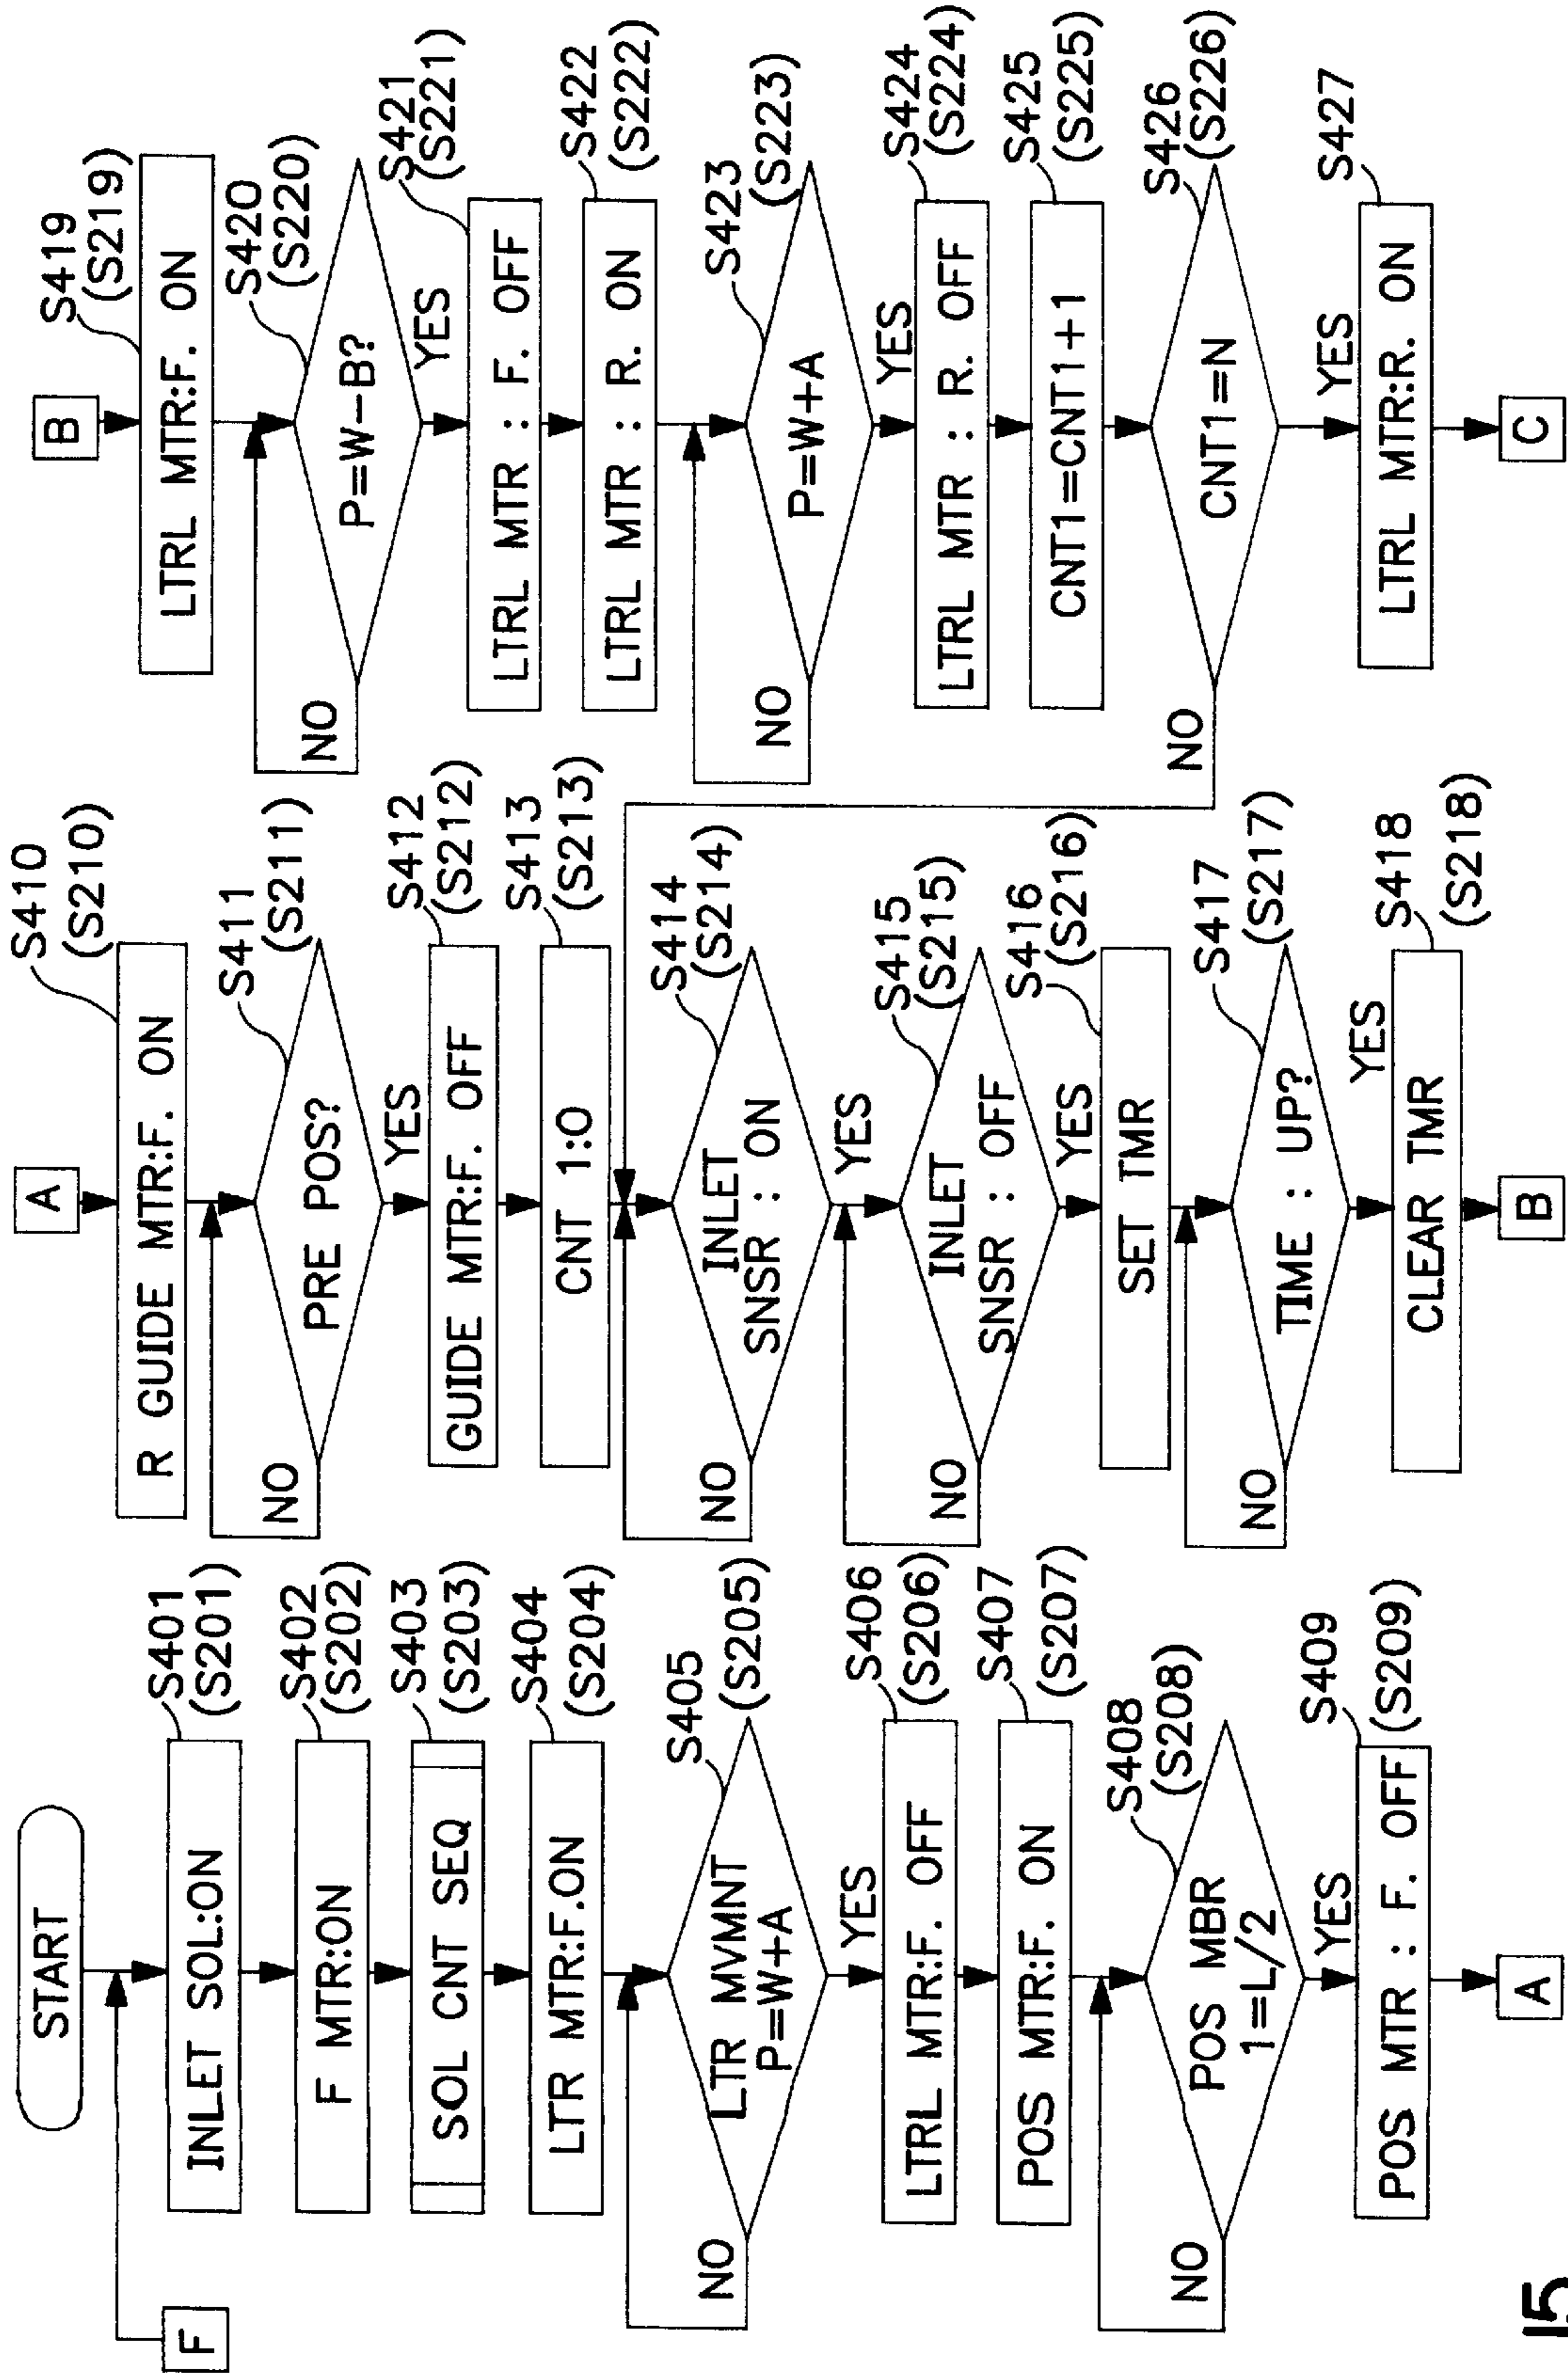 START
F
INLET SOL:ON
S401
(S201)
F MTR:ON
S402
(S202)
SOL CNT SEQ
S403
(S203)
LTR MTR:F.ON
S404
(S204)
LTR MVMNT
P=W+A
S405
(S205)
NO
YES
LTRL MTR:F. OFF
S406
(S206)
POS MTR:F. ON
S407
(S207)
POS MBR
1=L/2
S408
(S208)
NO
YES
POS MTR : F. OFF
S409
(S209)
A
A
R GUIDE MTR:F. ON
S410
(S210)
PRE POS?
S411
(S211)
NO
YES
GUIDE MTR:F. OFF
S412
(S212)
CNT 1:0
S413
(S213)
INLET
SNSR : ON
S414
(S214)
NO
YES
INLET
SNSR : OFF
S415
(S215)
NO
YES
SET TMR
S416
(S216)
TIME : UP?
S417
(S217)
NO
YES
CLEAR TMR
S418
(S218)
B
B
LTRL MTR:F. ON
S419
(S219)
P=W-B?
S420
(S220)
NO
YES
LTRL MTR : F. OFF
S421
(S221)
LTRL MTR : R. ON
S422
(S222)
P=W+A
S423
(S223)
NO
YES
LTRL MTR : R. OFF
S424
(S224)
CNT1=CNT1+1
S425
(S225)
CNT1=N
S426
(S226)
NO
YES
LTRL MTR:R. ON
S427
C